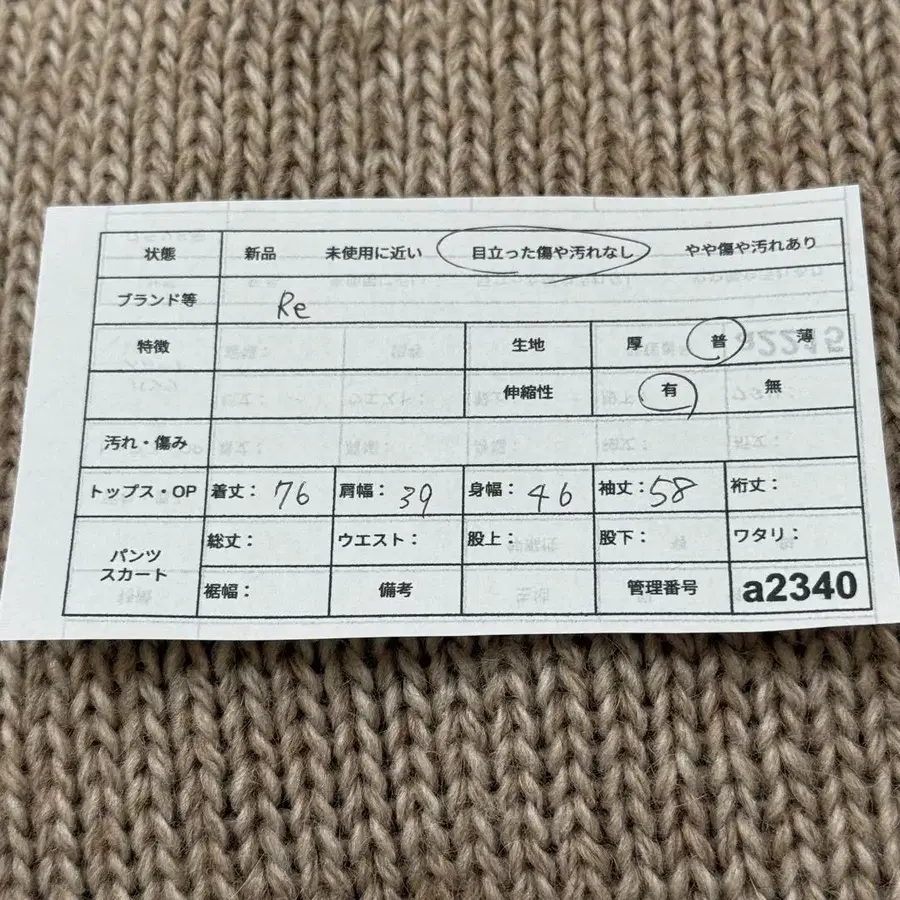 状態 新品 未使用に近い 目立った傷や汚れなし やや傷や汚れあり
ブランド等 Re
特徴 生地 厚 普 薄
伸縮性 有 無
汚れ・傷み
トップス・OP 着丈： 76 肩幅： 39 身幅： 46 袖丈： 58 裄丈：
パンツ スカート 総丈： ウエスト： 股上： 股下： ワタリ：
裾幅： 備考 管理番号 a2340